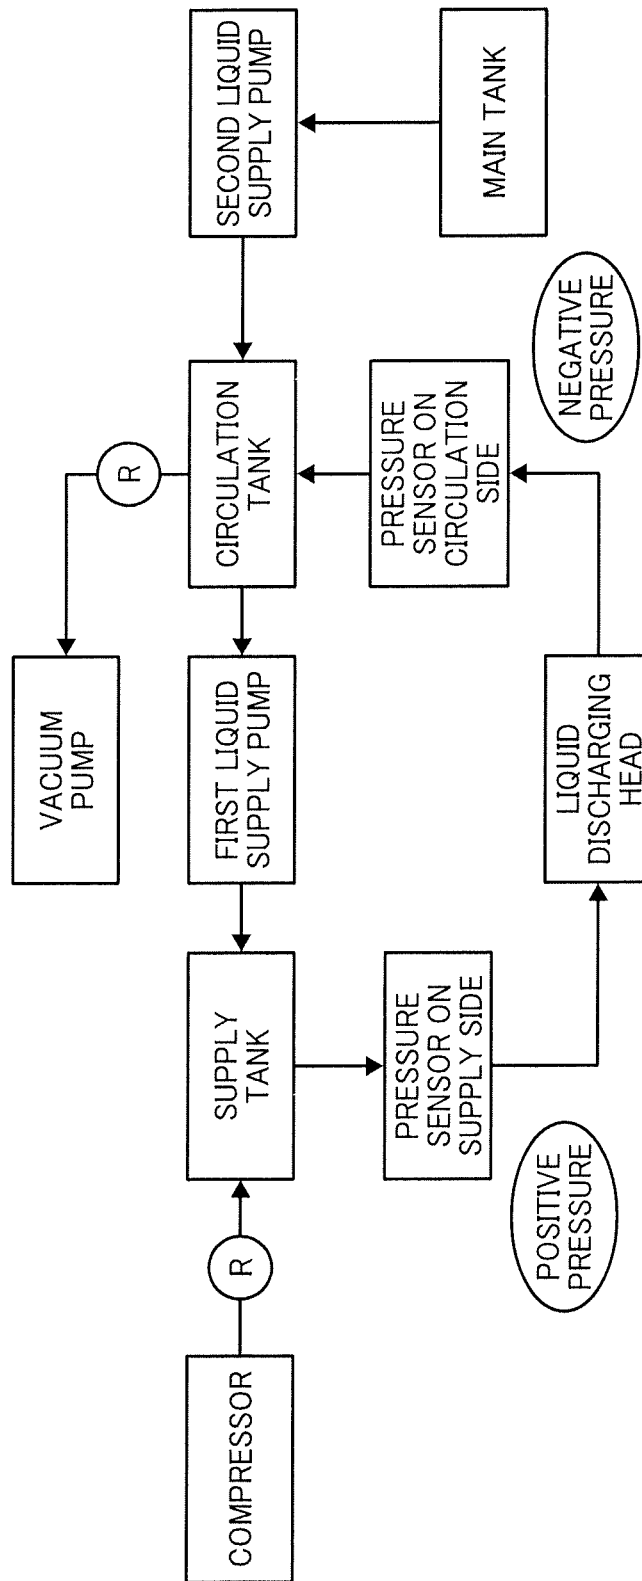 VACUUM
PUMP
R
COMPRESSOR
R
SUPPLY
TANK
FIRST LIQUID
SUPPLY PUMP
CIRCULATION
TANK
SECOND LIQUID
SUPPLY PUMP
PRESSURE
SENSOR ON
SUPPLY SIDE
PRESSURE
SENSOR ON
CIRCULATION
SIDE
MAIN TANK
POSITIVE
PRESSURE
LIQUID
DISCHARGING
HEAD
NEGATIVE
PRESSURE